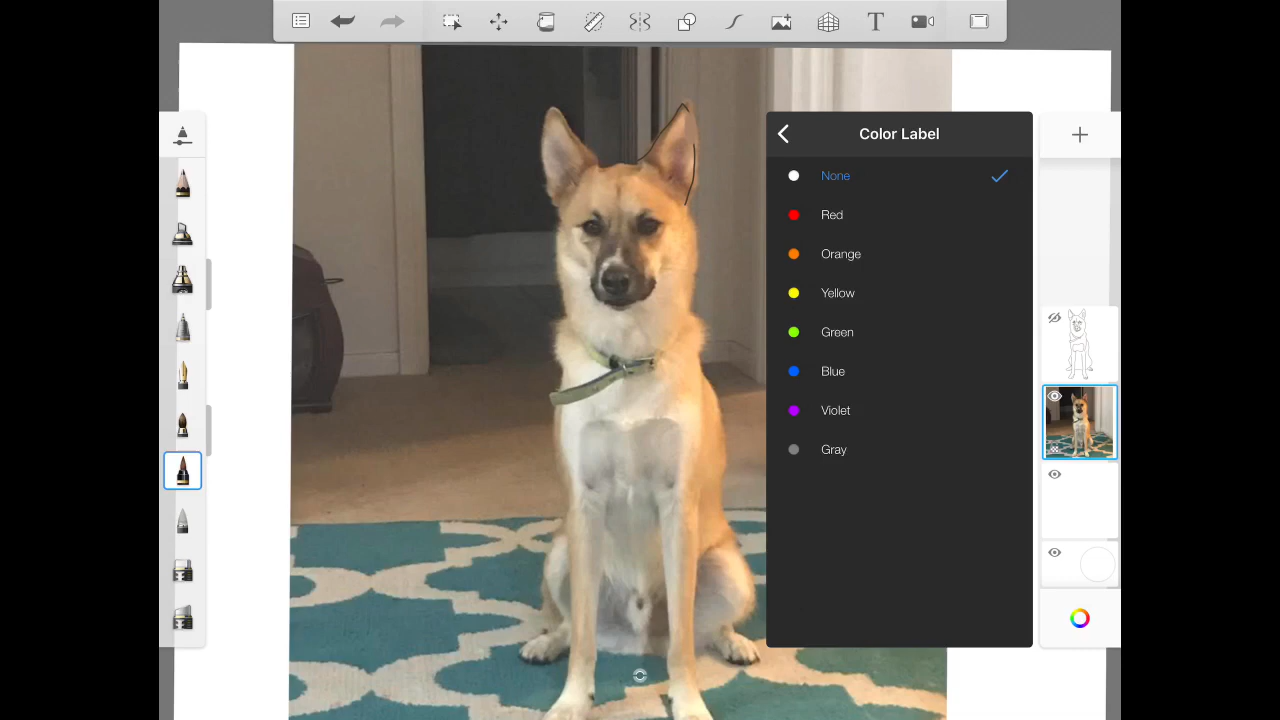 T
Color Label
None
Red
Orange
Yellow
Green
Blue
Violet
Gray